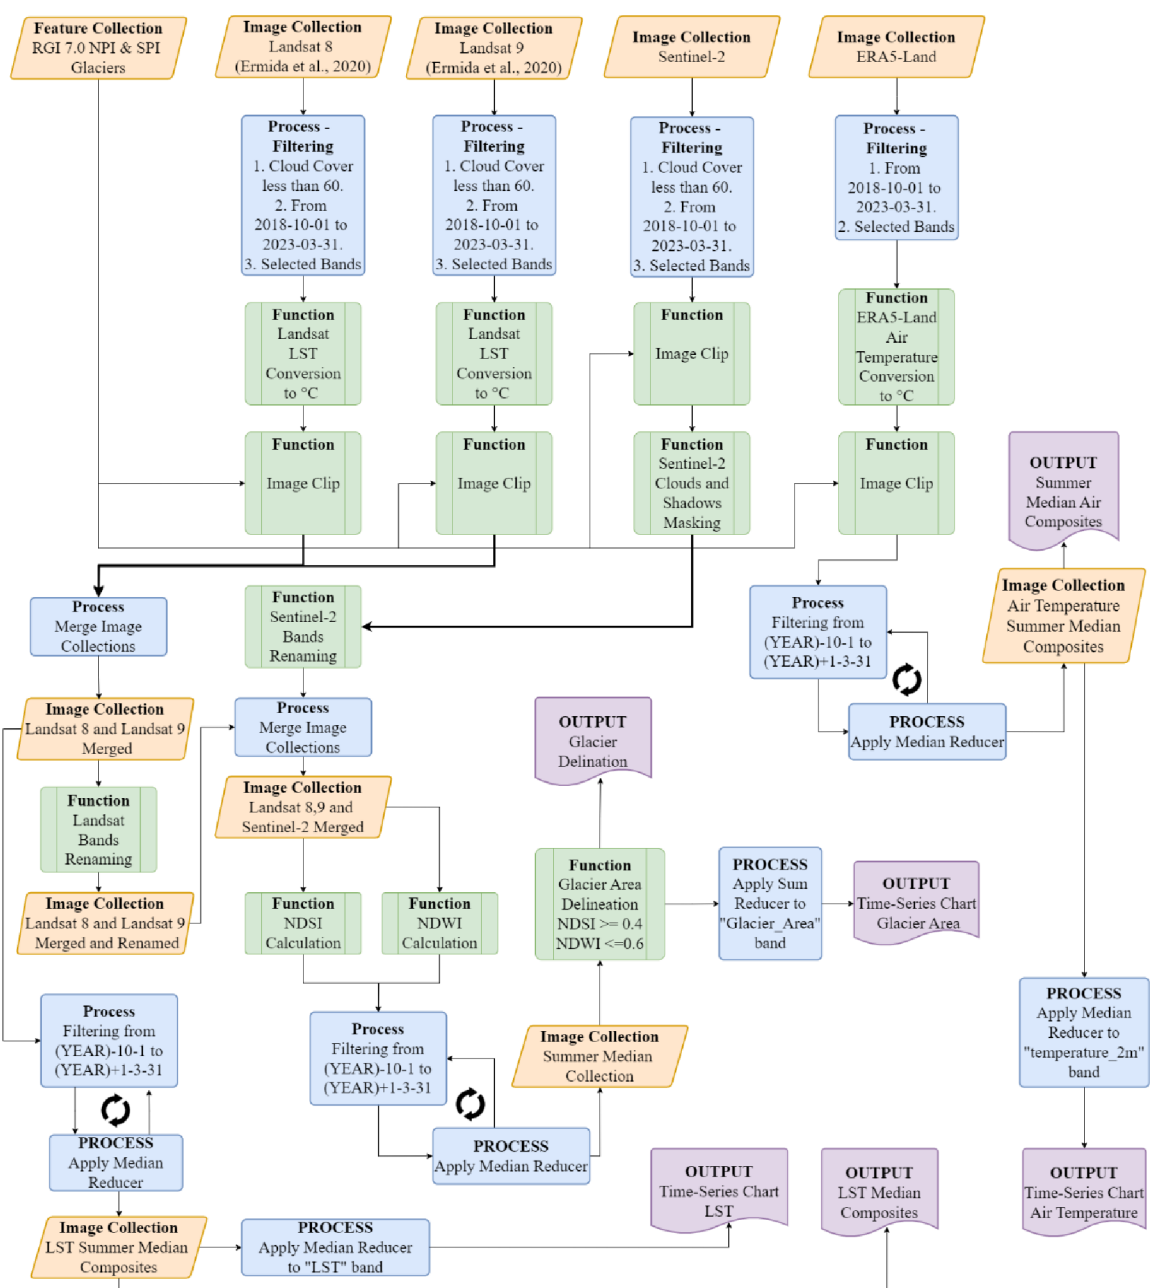 Feature Collection
RGI 7.0 NPI & SPI
Glaciers
Image Collection
Landsat 8
(Ermida et al., 2020)
Image Collection
Landsat 9
(Ermida et al., 2020)
Image Collection
Sentinel-2
Image Collection
ERA5-Land
Process -
Filtering
1. Cloud Cover
less than 60.
2. From
2018-10-01 to
2023-03-31.
3. Selected Bands
Process -
Filtering
1. Cloud Cover
less than 60.
2. From
2018-10-01 to
2023-03-31.
3. Selected Bands
Process -
Filtering
1. Cloud Cover
less than 60.
2. From
2018-10-01 to
2023-03-31.
3. Selected Bands
Process -
Filtering
1. From
2018-10-01 to
2023-03-31.
2. Selected Bands
Function
Landsat
LST
Conversion
to °C
Function
Landsat
LST
Conversion
to °C
Function
Image Clip
Function
ERA5-Land
Air
Temperature
Conversion
to °C
Function
Image Clip
Function
Image Clip
Function
Sentinel-2
Clouds and
Shadows
Masking
Function
Image Clip
OUTPUT
Summer
Median Air
Composites
Process
Merge Image
Collections
Function
Sentinel-2
Bands
Renaming
Process
Filtering from
(YEAR)-10-1 to
(YEAR)+1-3-31
Image Collection
Air Temperature
Summer Median
Composites
Image Collection
Landsat 8 and Landsat 9
Merged
Process
Merge Image
Collections
OUTPUT
Glacier
Delination
PROCESS
Apply Median Reducer
Function
Landsat
Bands
Renaming
Image Collection
Landsat 8,9 and
Sentinel-2 Merged
Image Collection
Landsat 8 and Landsat 9
Merged and Renamed
Function
NDSI
Calculation
Function
NDWI
Calculation
Function
Glacier Area
Delineation
NDSI >= 0.4
NDWI <=0.6
PROCESS
Apply Sum
Reducer to
"Glacier_Area"
band
OUTPUT
Time-Series Chart
Glacier Area
Process
Filtering from
(YEAR)-10-1 to
(YEAR)+1-3-31
Process
Filtering from
(YEAR)-10-1 to
(YEAR)+1-3-31
Image Collection
Summer Median
Collection
PROCESS
Apply Median
Reducer to
"temperature_2m"
band
PROCESS
Apply Median
Reducer
PROCESS
Apply Median Reducer
OUTPUT
Time-Series Chart
LST
OUTPUT
LST Median
Composites
OUTPUT
Time-Series Chart
Air Temperature
Image Collection
LST Summer Median
Composites
PROCESS
Apply Median Reducer
to "LST" band